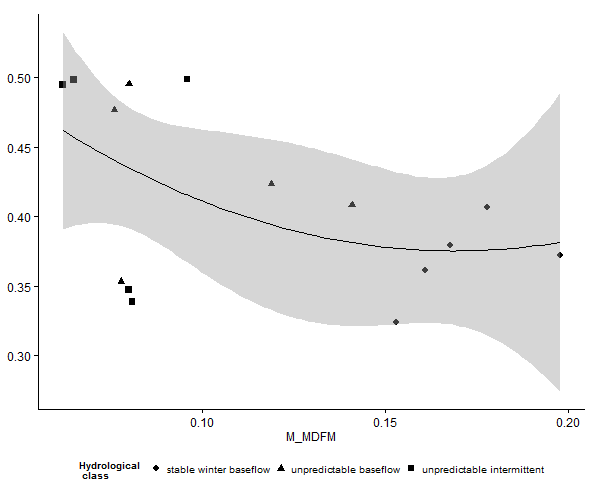 0.50
0.45
0.40
0.35
0.30
0.10 0.15 0.20
M_MDFM
Hydrological
class
stable winter baseflow unpredictable baseflow unpredictable intermittent